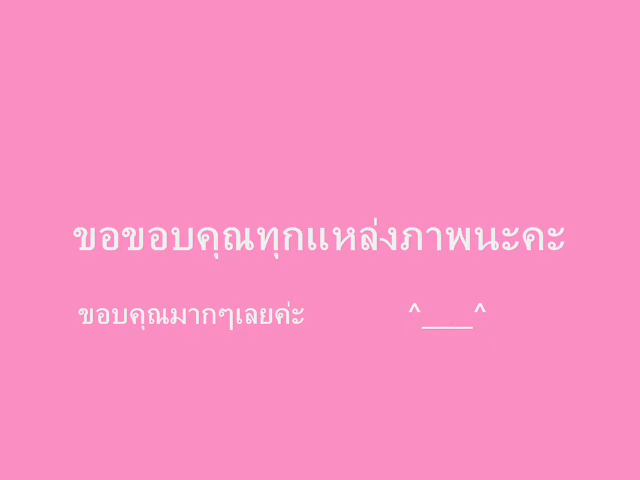 ขอขอบคุณทุกแหล่งภาพนะคะ
ขอบคุณมากๆเลยค่ะ ^____^